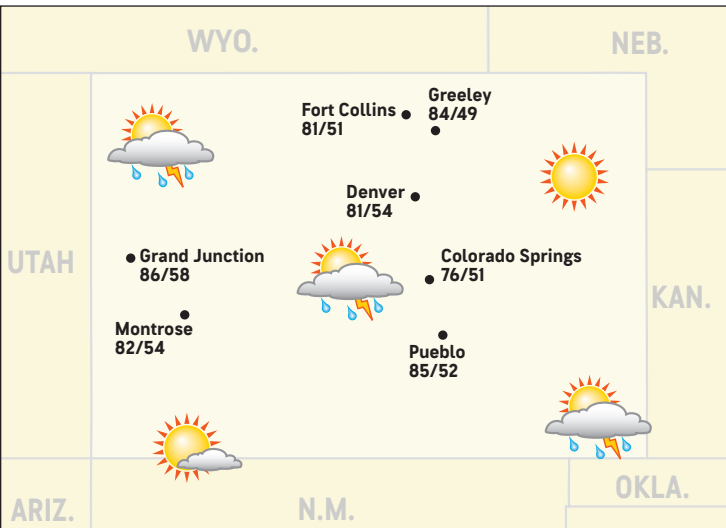 WYO.
NEB.
Greeley
84/49
Fort Collins
81/51
Denver
81/54
UTAH
Grand Junction
86/58
Colorado Springs
76/51
KAN.
Montrose
82/54
Pueblo
85/52
OKLA.
ARIZ.
N.M.